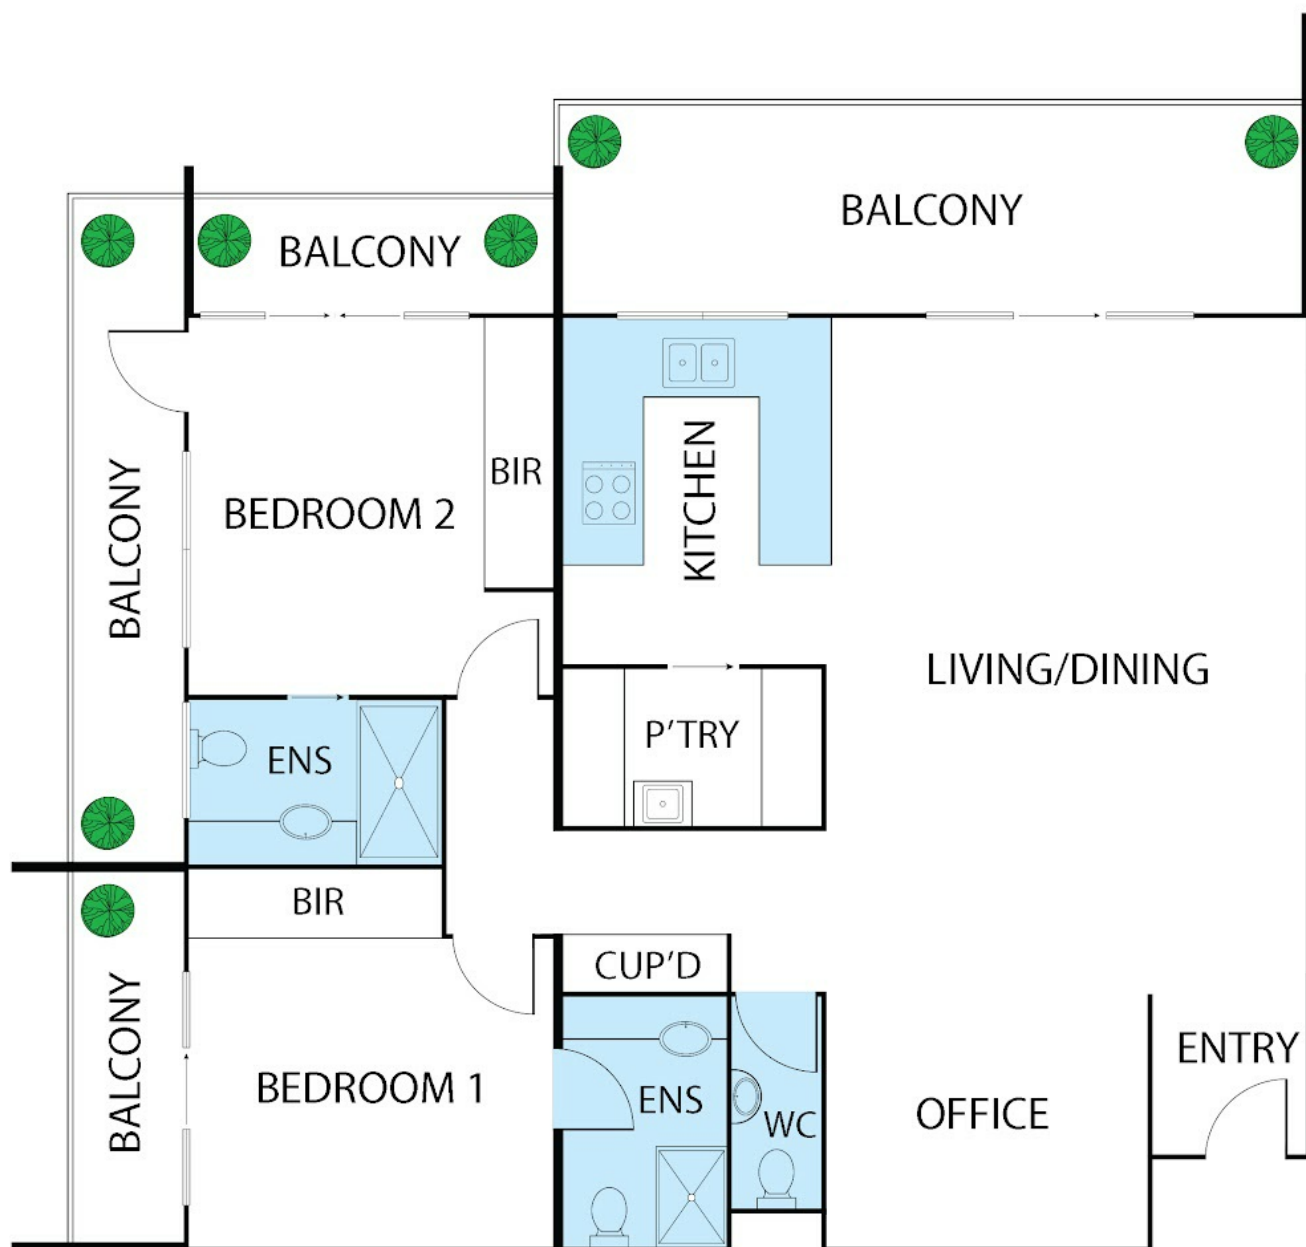 BALCONY
BALCONY
BIR
KITCHEN
BEDROOM 2
BALCONY
LIVING/DINING
P'TRY
ENS
BIR
CUP'D
ENTRY
BALCONY
BEDROOM 1
ENS
WC
OFFICE